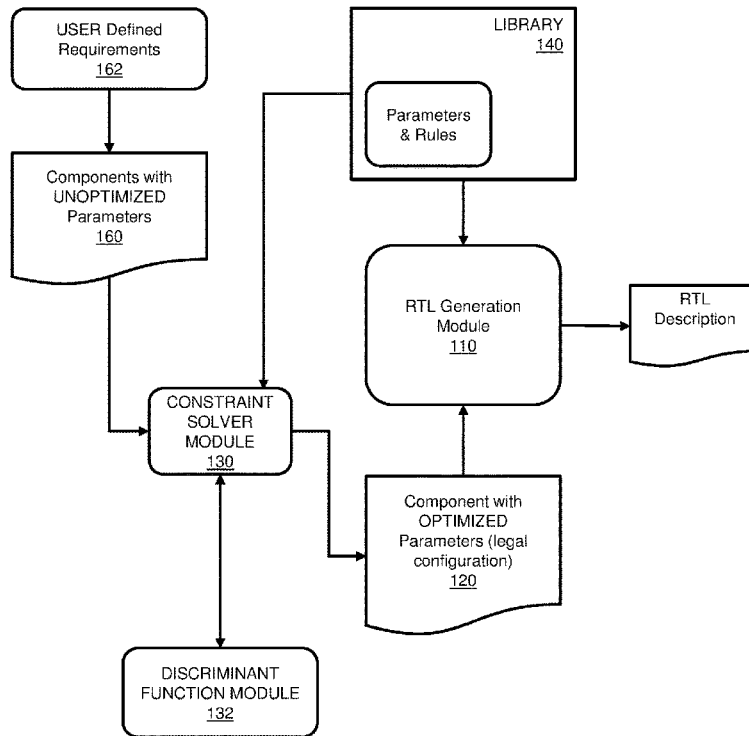 USER Defined
Requirements
162
LIBRARY
140
Parameters
& Rules
Components with
UNOPTIMIZED
Parameters
160
RTL Generation
Module
110
RTL
Description
CONSTRAINT
SOLVER
MODULE
130
Component with
OPTIMIZED
Parameters (legal
configuration)
120
DISCRIMINANT
FUNCTION MODULE
132